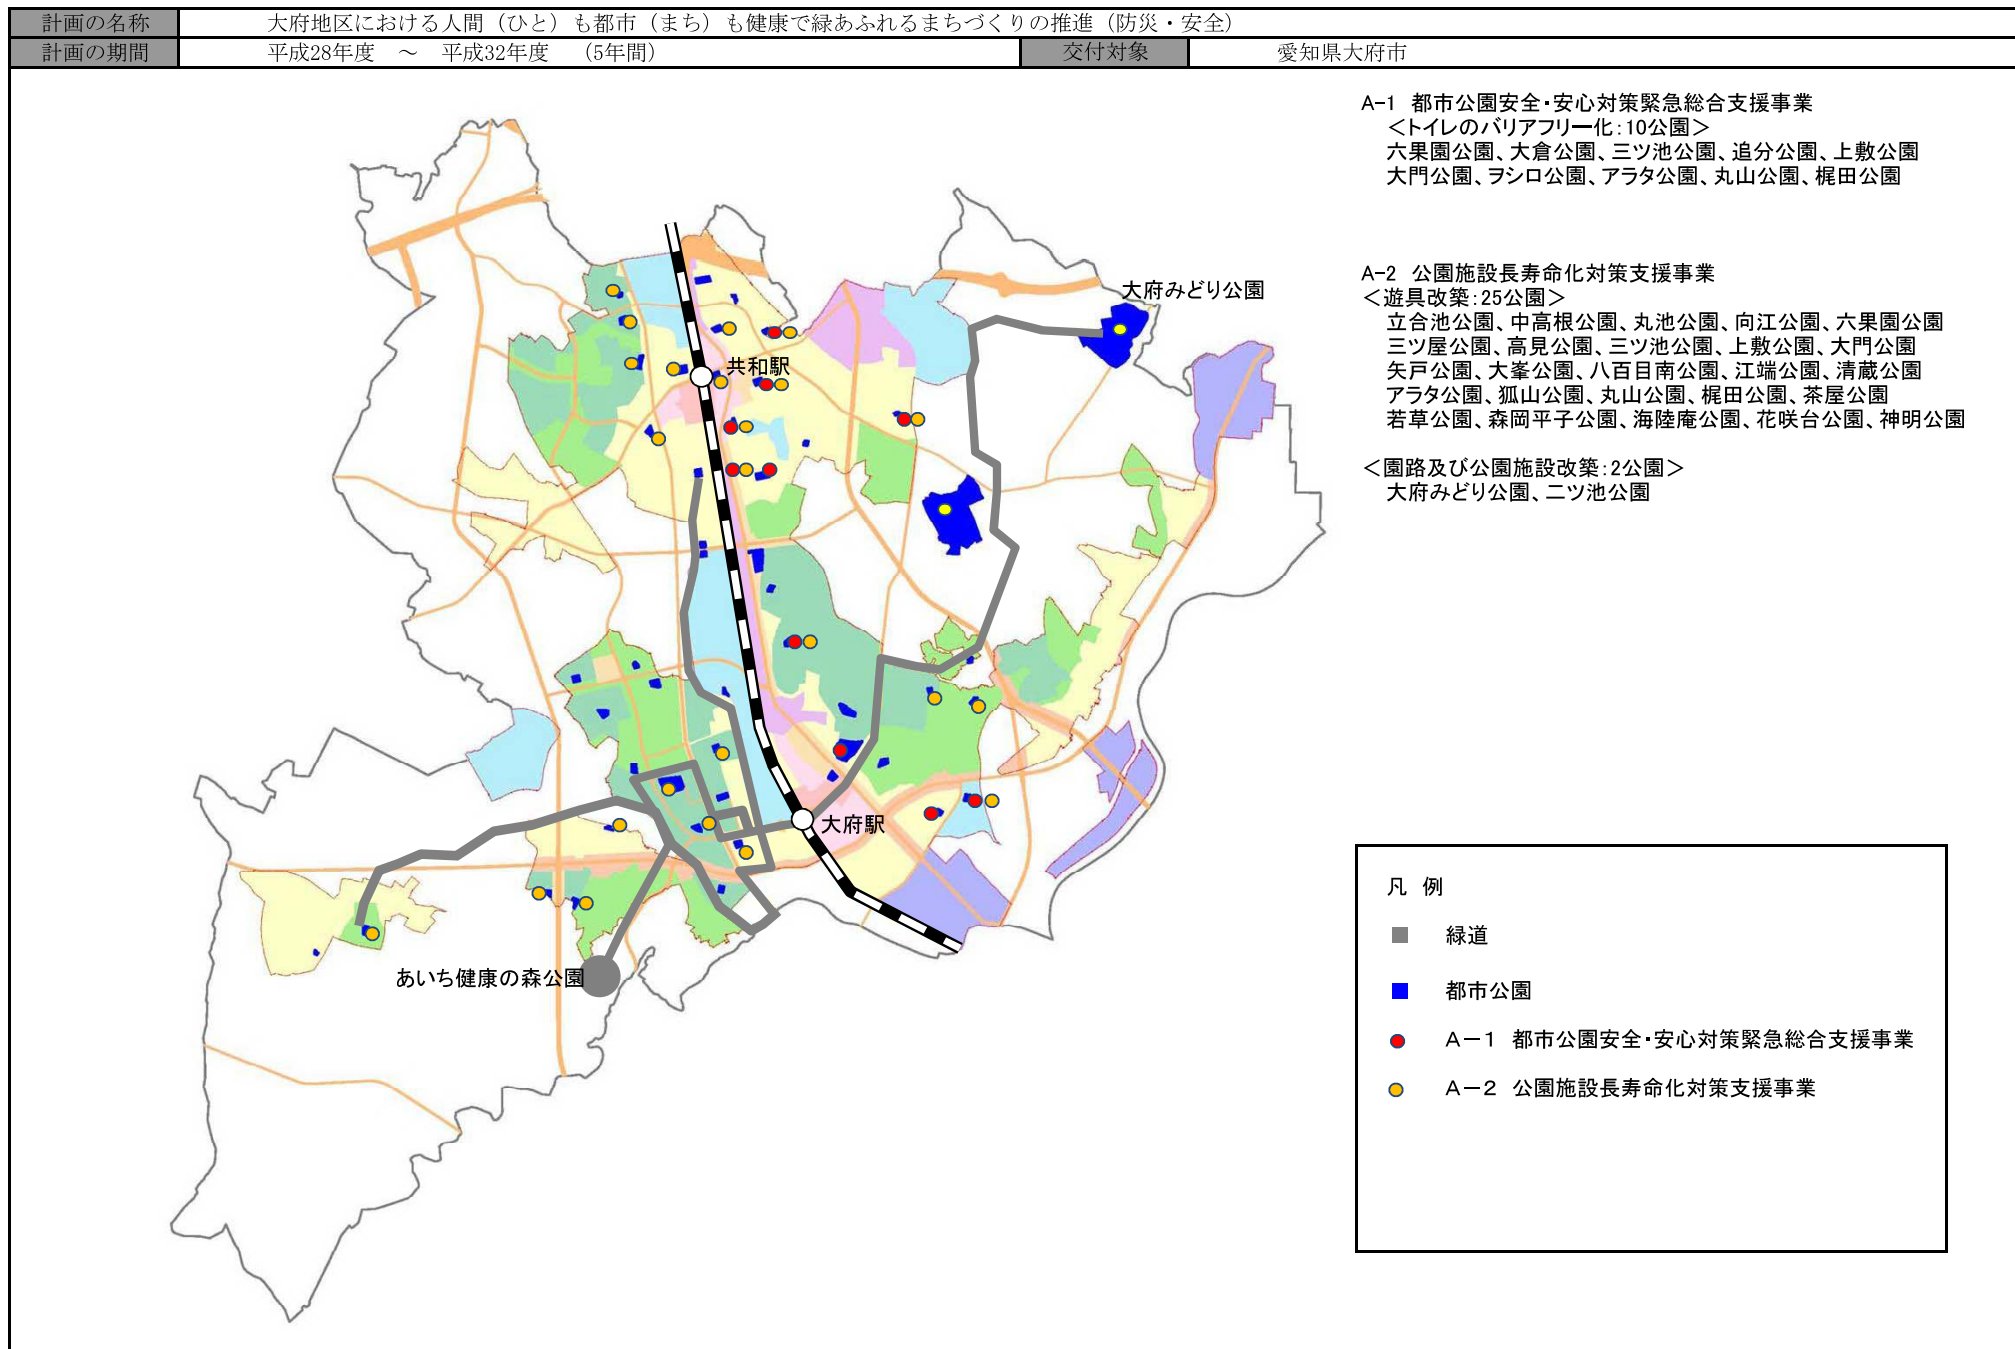 計画の名称 大府地区における人間（ひと）も都市（まち）も健康で緑あふれるまちづくりの推進（防災・安全）
計画の期間 平成28年度　～　平成32年度　（5年間） 交付対象 愛知県大府市
A-1 都市公園安全・安心対策緊急総合支援事業
＜トイレのバリアフリー化：10公園＞
六果園公園、大倉公園、三ツ池公園、追分公園、上敷公園
大門公園、ヲシロ公園、アラタ公園、丸山公園、梶田公園
A-2 公園施設長寿命化対策支援事業
＜遊具改築：25公園＞
立合池公園、中高根公園、丸池公園、向江公園、六果園公園
三ツ屋公園、高見公園、三ツ池公園、上敷公園、大門公園
矢戸公園、大峯公園、八百目南公園、江端公園、清蔵公園
アラタ公園、狐山公園、丸山公園、梶田公園、茶屋公園
若草公園、森岡平子公園、海陸庵公園、花咲台公園、神明公園
＜園路及び公園施設改築：2公園＞
大府みどり公園、二ツ池公園
大府みどり公園
共和駅
大府駅
あいち健康の森公園
凡 例
緑道
都市公園
A－1 都市公園安全・安心対策緊急総合支援事業
A－2 公園施設長寿命化対策支援事業